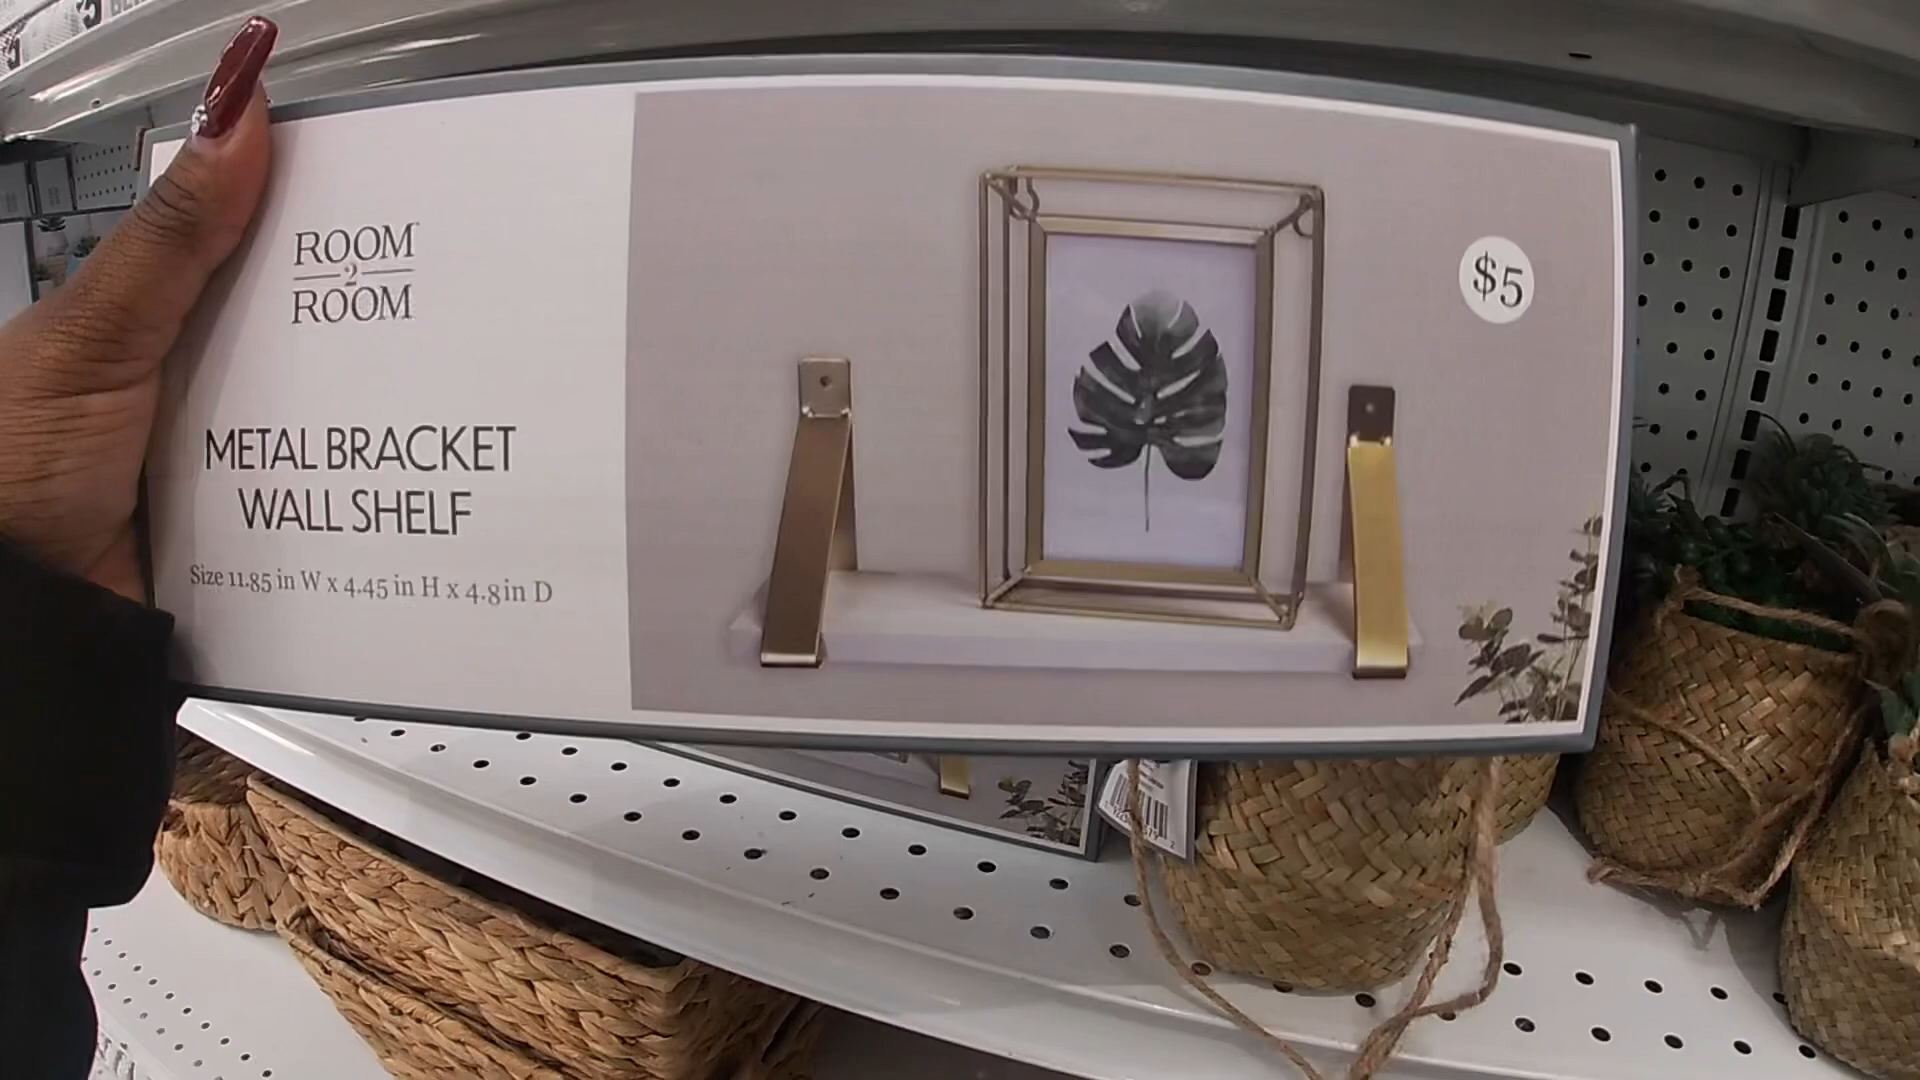 ROOM
2
ROOM
METAL BRACKET
WALL SHELF
Size 11.85 in W x 4.45 in H x 4.8 in D
$5